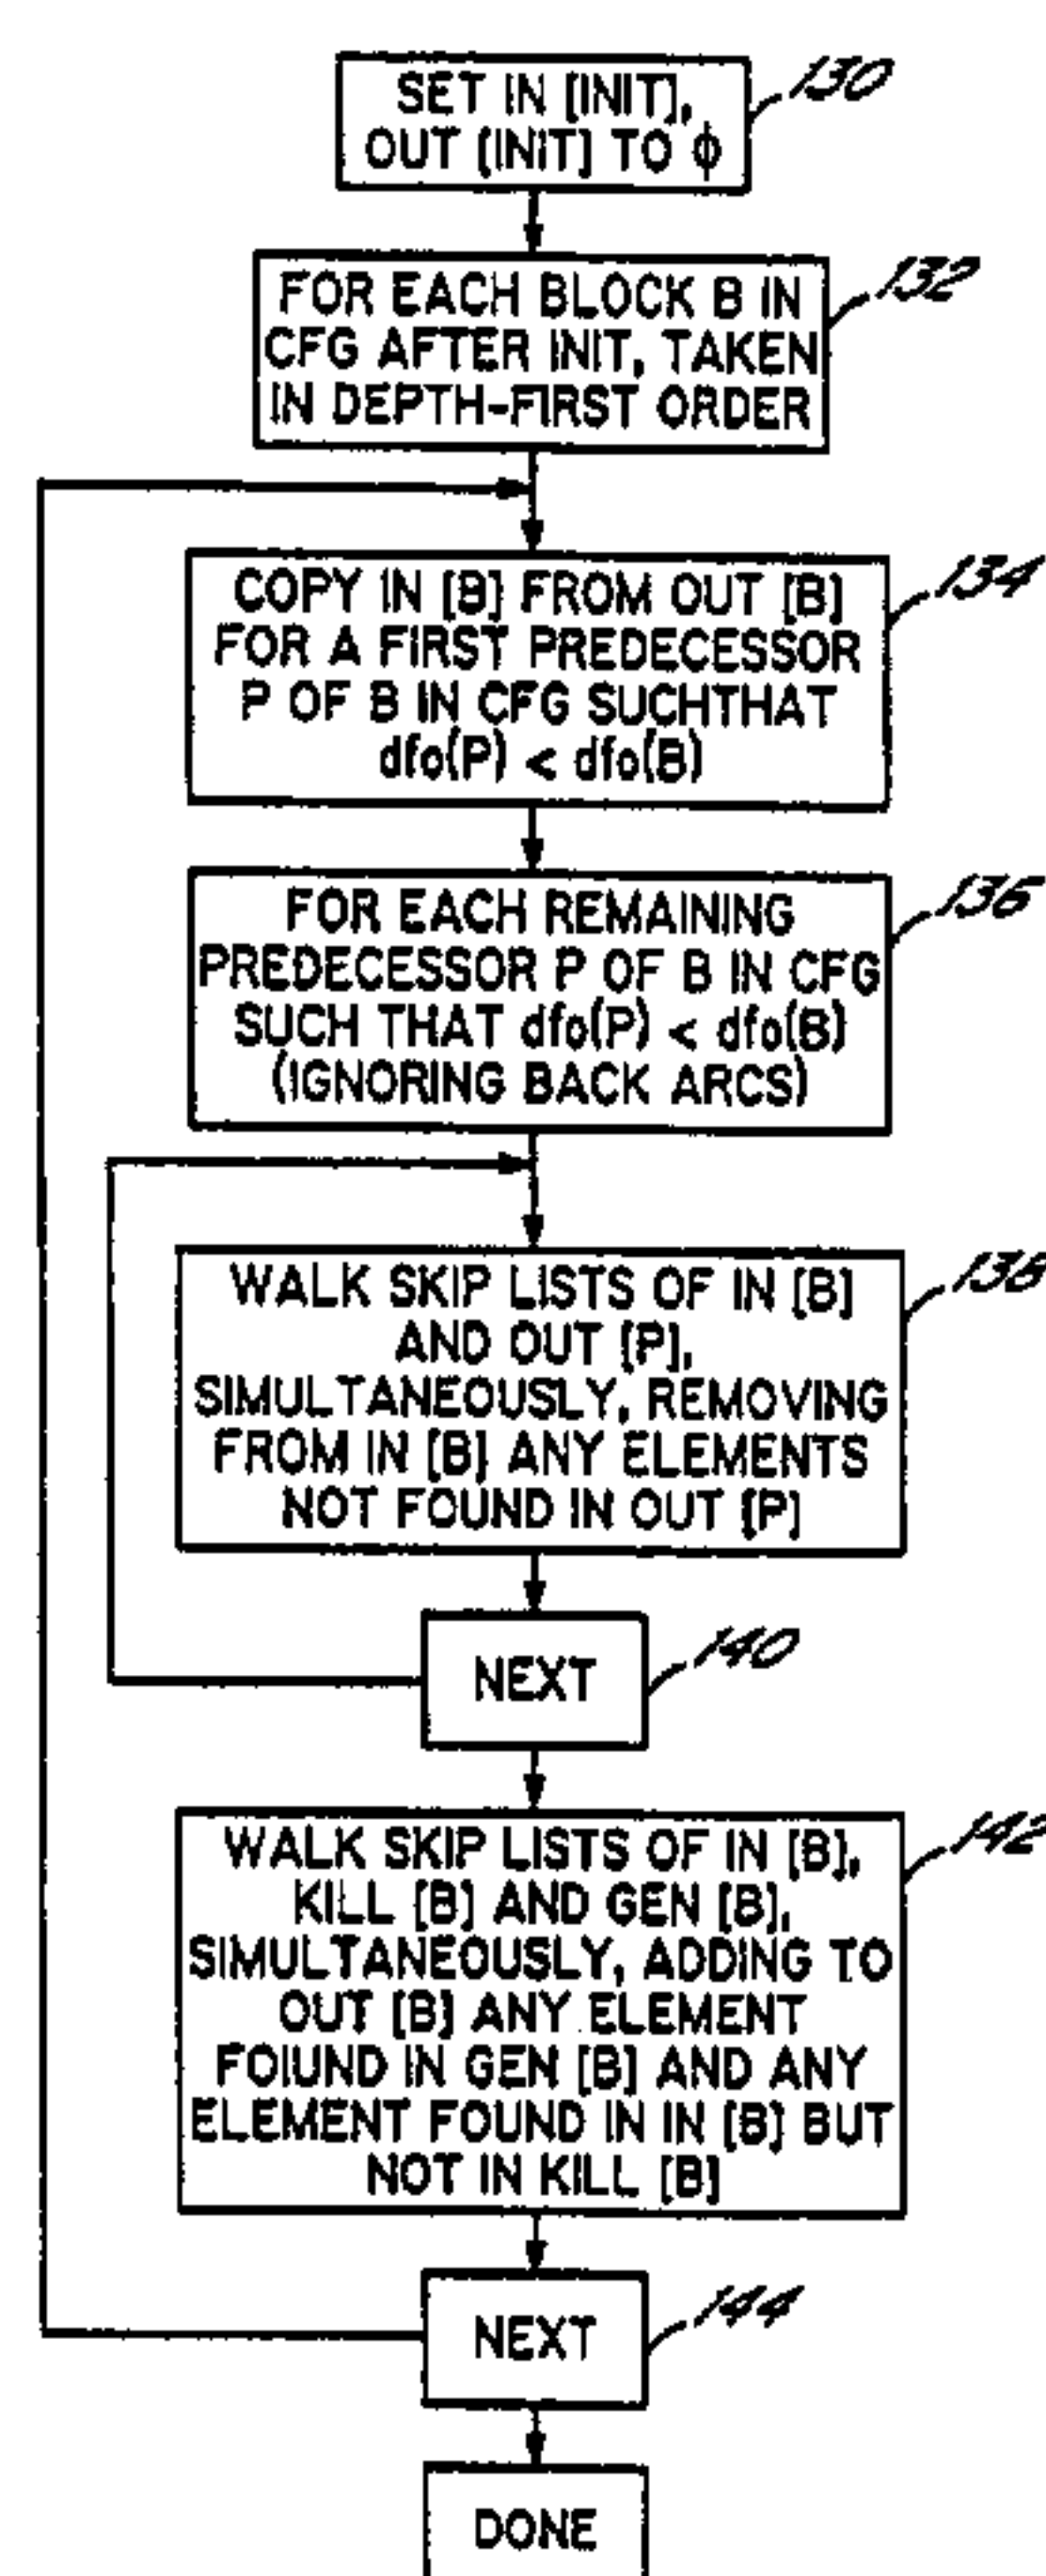 SET IN [INIT],
OUT [INIT] TO ϕ
130
FOR EACH BLOCK B IN
CFG AFTER INIT, TAKEN
IN DEPTH-FIRST ORDER
132
COPY IN [B] FROM OUT [B]
FOR A FIRST PREDECESSOR
P OF B IN CFG SUCHTHAT
dfo(P) < dfo(B)
134
FOR EACH REMAINING
PREDECESSOR P OF B IN CFG
SUCH THAT dfo(P) < dfo(B)
(IGNORING BACK ARCS)
136
WALK SKIP LISTS OF IN [B]
AND OUT [P],
SIMULTANEOUSLY, REMOVING
FROM IN [B] ANY ELEMENTS
NOT FOUND IN OUT [P]
138
NEXT
140
WALK SKIP LISTS OF IN [B],
KILL [B] AND GEN [B],
SIMULTANEOUSLY, ADDING TO
OUT [B] ANY ELEMENT
FOIUND IN GEN [B] AND ANY
ELEMENT FOUND IN IN [B] BUT
NOT IN KILL [B]
142
NEXT
144
DONE